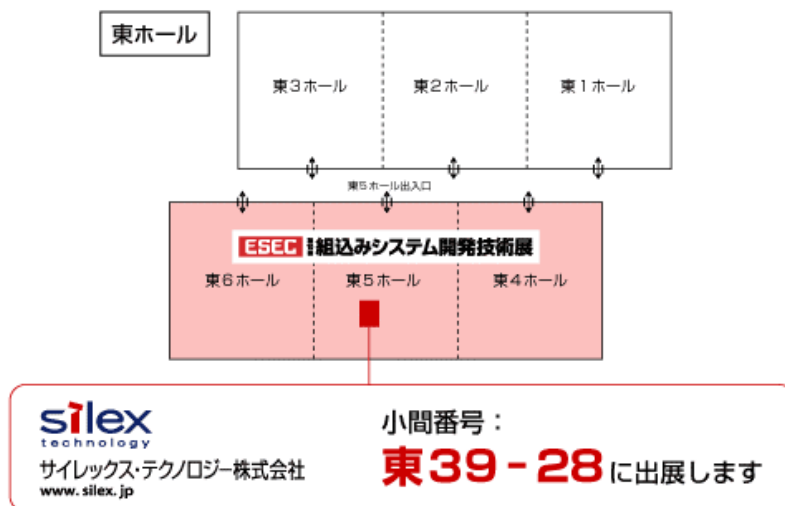 東ホール
東3ホール
東2ホール
東1ホール
東5ホール出入口
ESEC
組込みシステム開発技術展
東6ホール
東5ホール
東4ホール
silex
technology
サイレックス・テクノロジー株式会社
www.silex.jp
小間番号：
東39-28に出展します